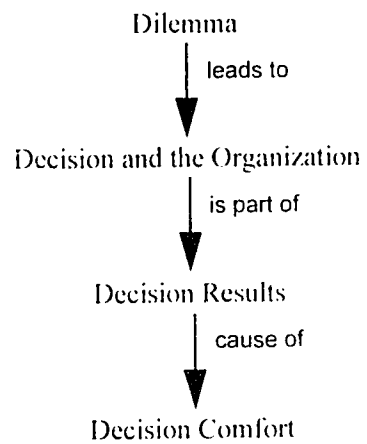 Dilemma
leads to
Decision and the Organization
is part of
Decision Results
cause of
Decision Comfort